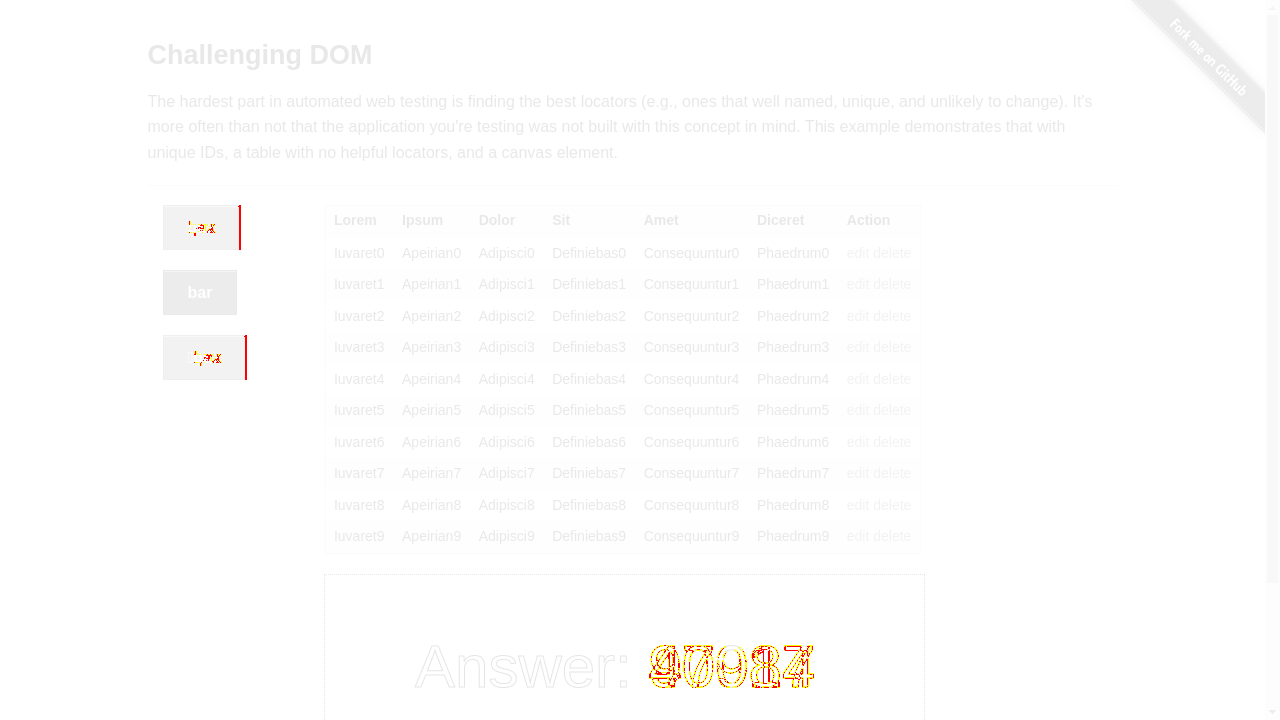 Fork me on GitHub
Challenging DOM
The hardest part in automated web testing is finding the best locators (e.g., ones that well named, unique, and unlikely to change). It's
more often than not that the application you're testing was not built with this concept in mind. This example demonstrates that with
unique IDs, a table with no helpful locators, and a canvas element.
bar
Lorem Ipsum Dolor Sit Amet Diceret Action
Iuvaret0 Apeirian0 Adipisci0 Definiebas0 Consequuntur0 Phaedrum0 edit delete
Iuvaret1 Apeirian1 Adipisci1 Definiebas1 Consequuntur1 Phaedrum1 edit delete
Iuvaret2 Apeirian2 Adipisci2 Definiebas2 Consequuntur2 Phaedrum2 edit delete
Iuvaret3 Apeirian3 Adipisci3 Definiebas3 Consequuntur3 Phaedrum3 edit delete
Iuvaret4 Apeirian4 Adipisci4 Definiebas4 Consequuntur4 Phaedrum4 edit delete
Iuvaret5 Apeirian5 Adipisci5 Definiebas5 Consequuntur5 Phaedrum5 edit delete
Iuvaret6 Apeirian6 Adipisci6 Definiebas6 Consequuntur6 Phaedrum6 edit delete
Iuvaret7 Apeirian7 Adipisci7 Definiebas7 Consequuntur7 Phaedrum7 edit delete
Iuvaret8 Apeirian8 Adipisci8 Definiebas8 Consequuntur8 Phaedrum8 edit delete
Iuvaret9 Apeirian9 Adipisci9 Definiebas9 Consequuntur9 Phaedrum9 edit delete
Answer: